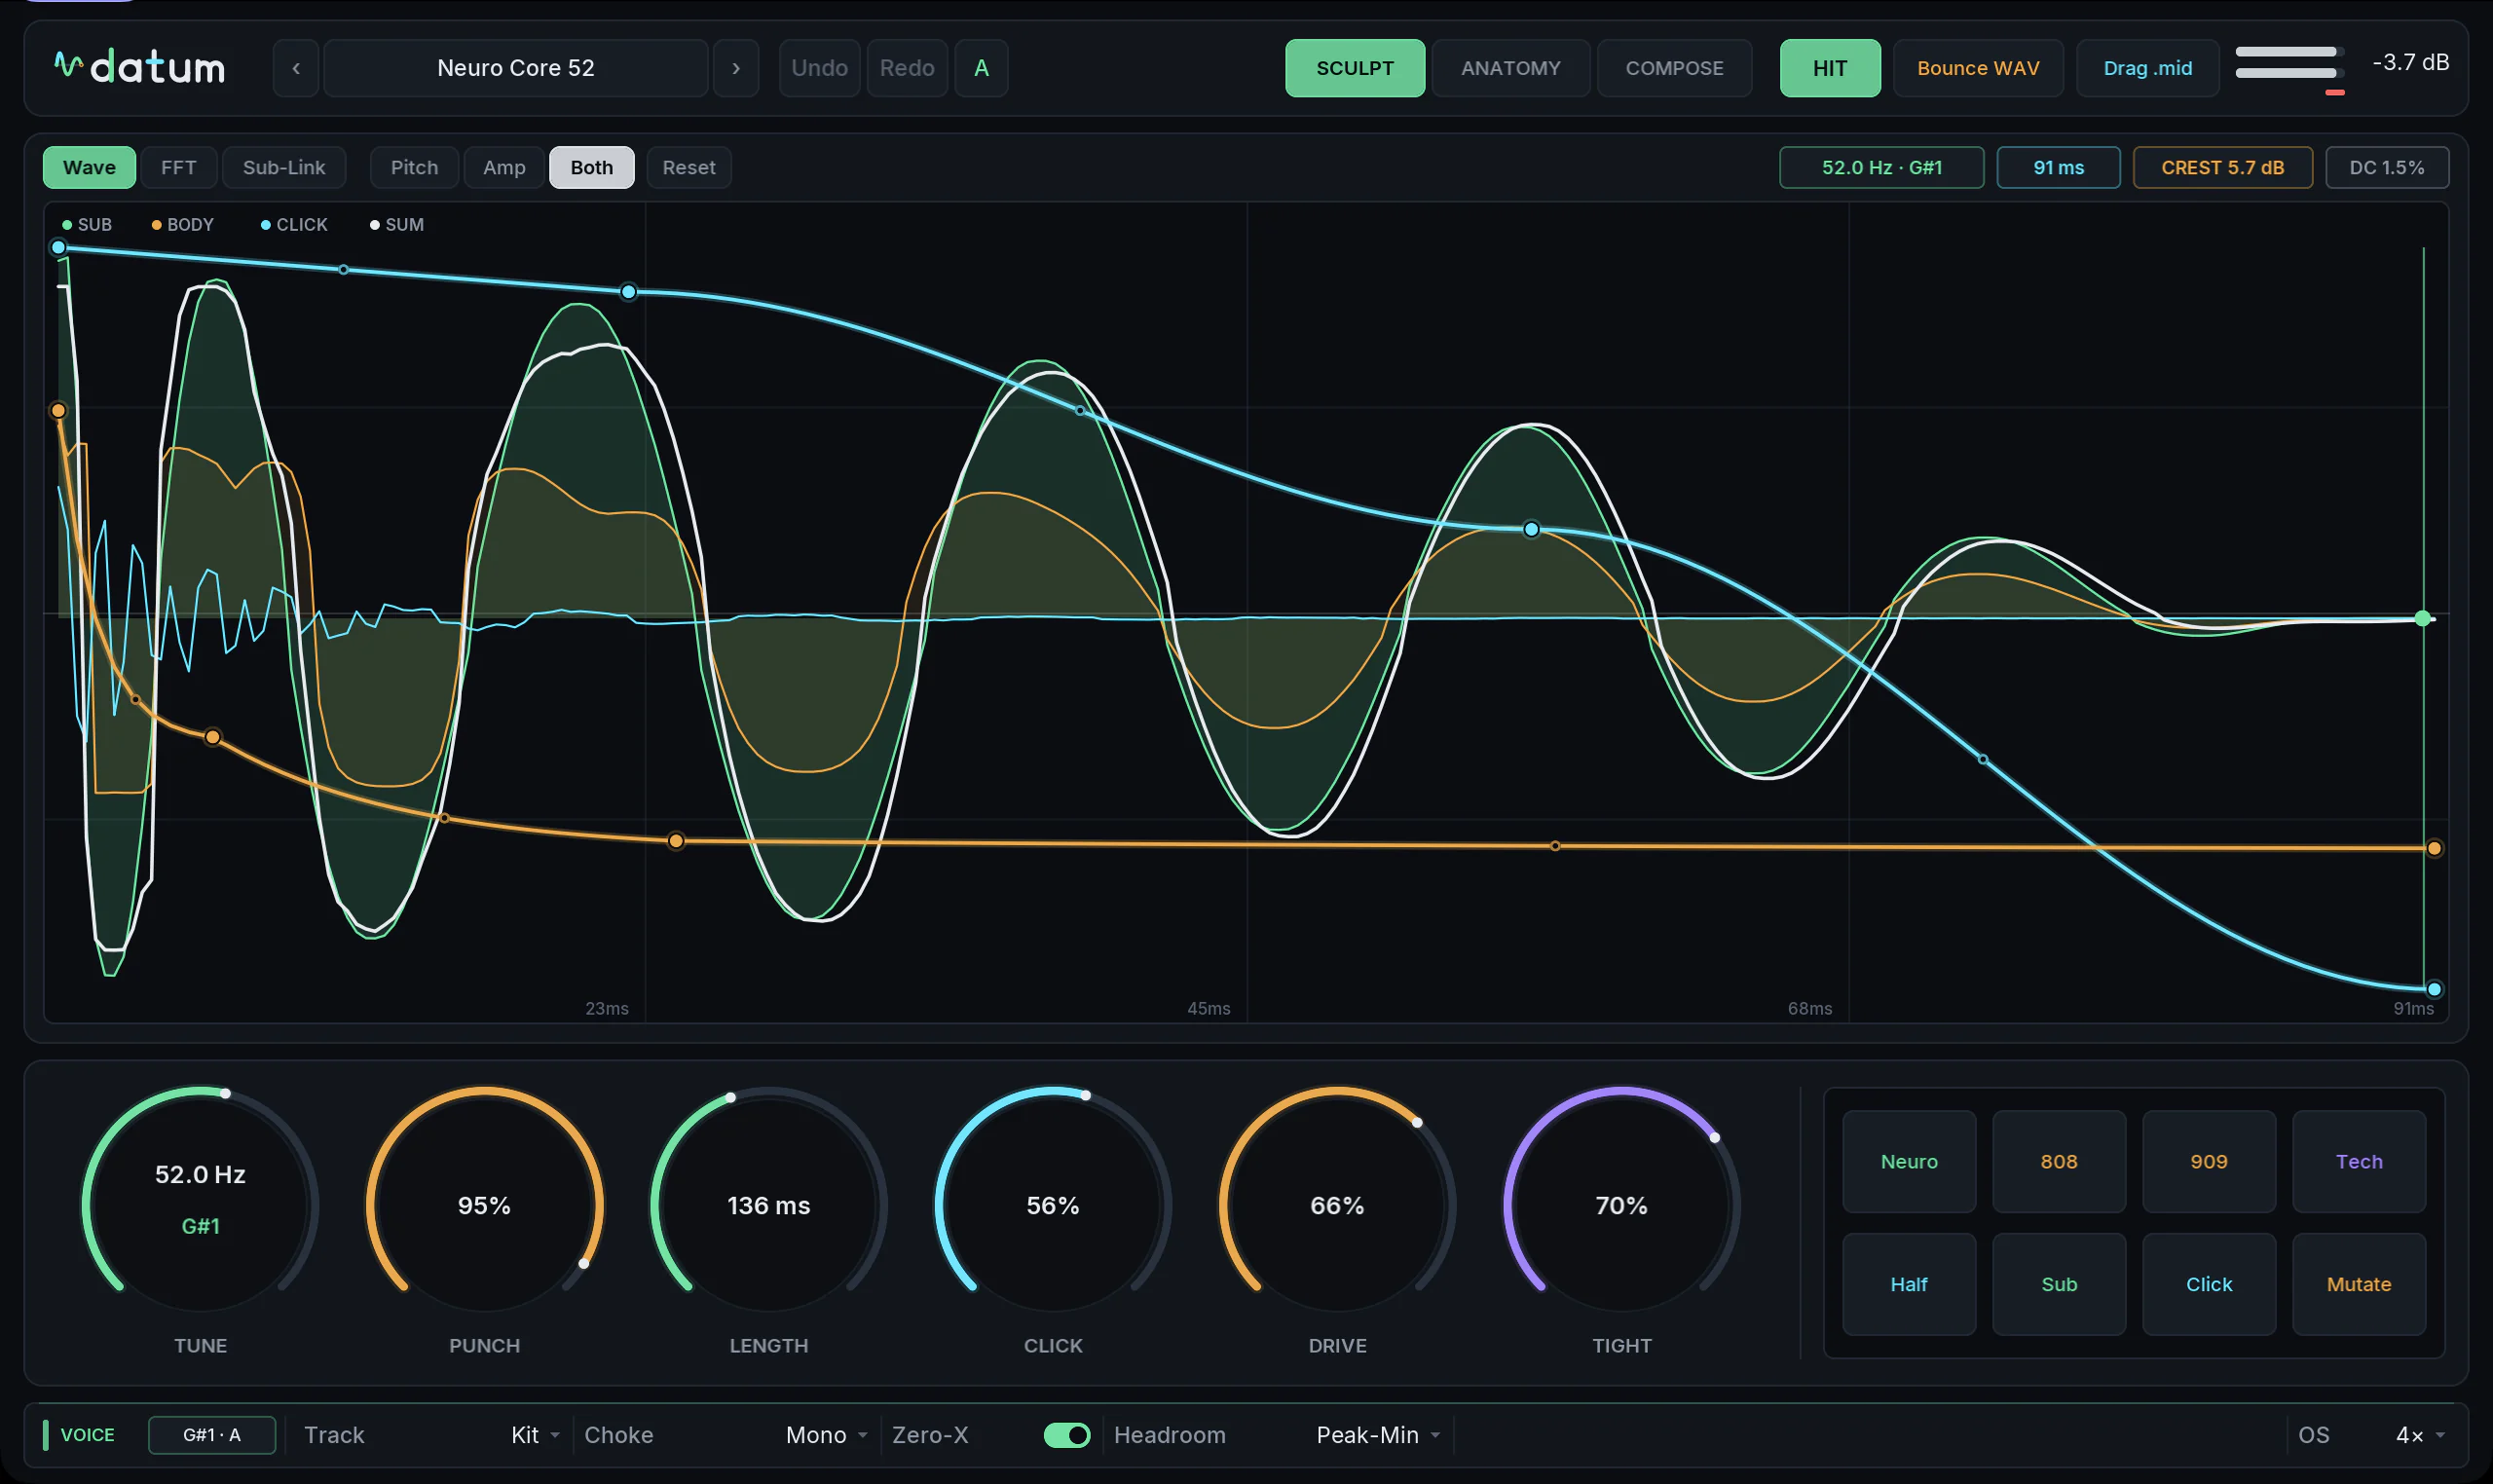 datum
‹ Neuro Core 52 › Undo Redo A SCULPT ANATOMY COMPOSE HIT Bounce WAV Drag .mid -3.7 dB
Wave FFT Sub-Link Pitch Amp Both Reset 52.0 Hz · G#1 91 ms CREST 5.7 dB DC 1.5%
SUB BODY CLICK SUM
23ms 45ms 68ms 91ms
52.0 Hz
G#1
95% 136 ms 56% 66% 70%
TUNE PUNCH LENGTH CLICK DRIVE TIGHT
Neuro 808 909 Tech
Half Sub Click Mutate
VOICE G#1 · A Track Kit Choke Mono Zero-X Headroom Peak-Min OS 4×